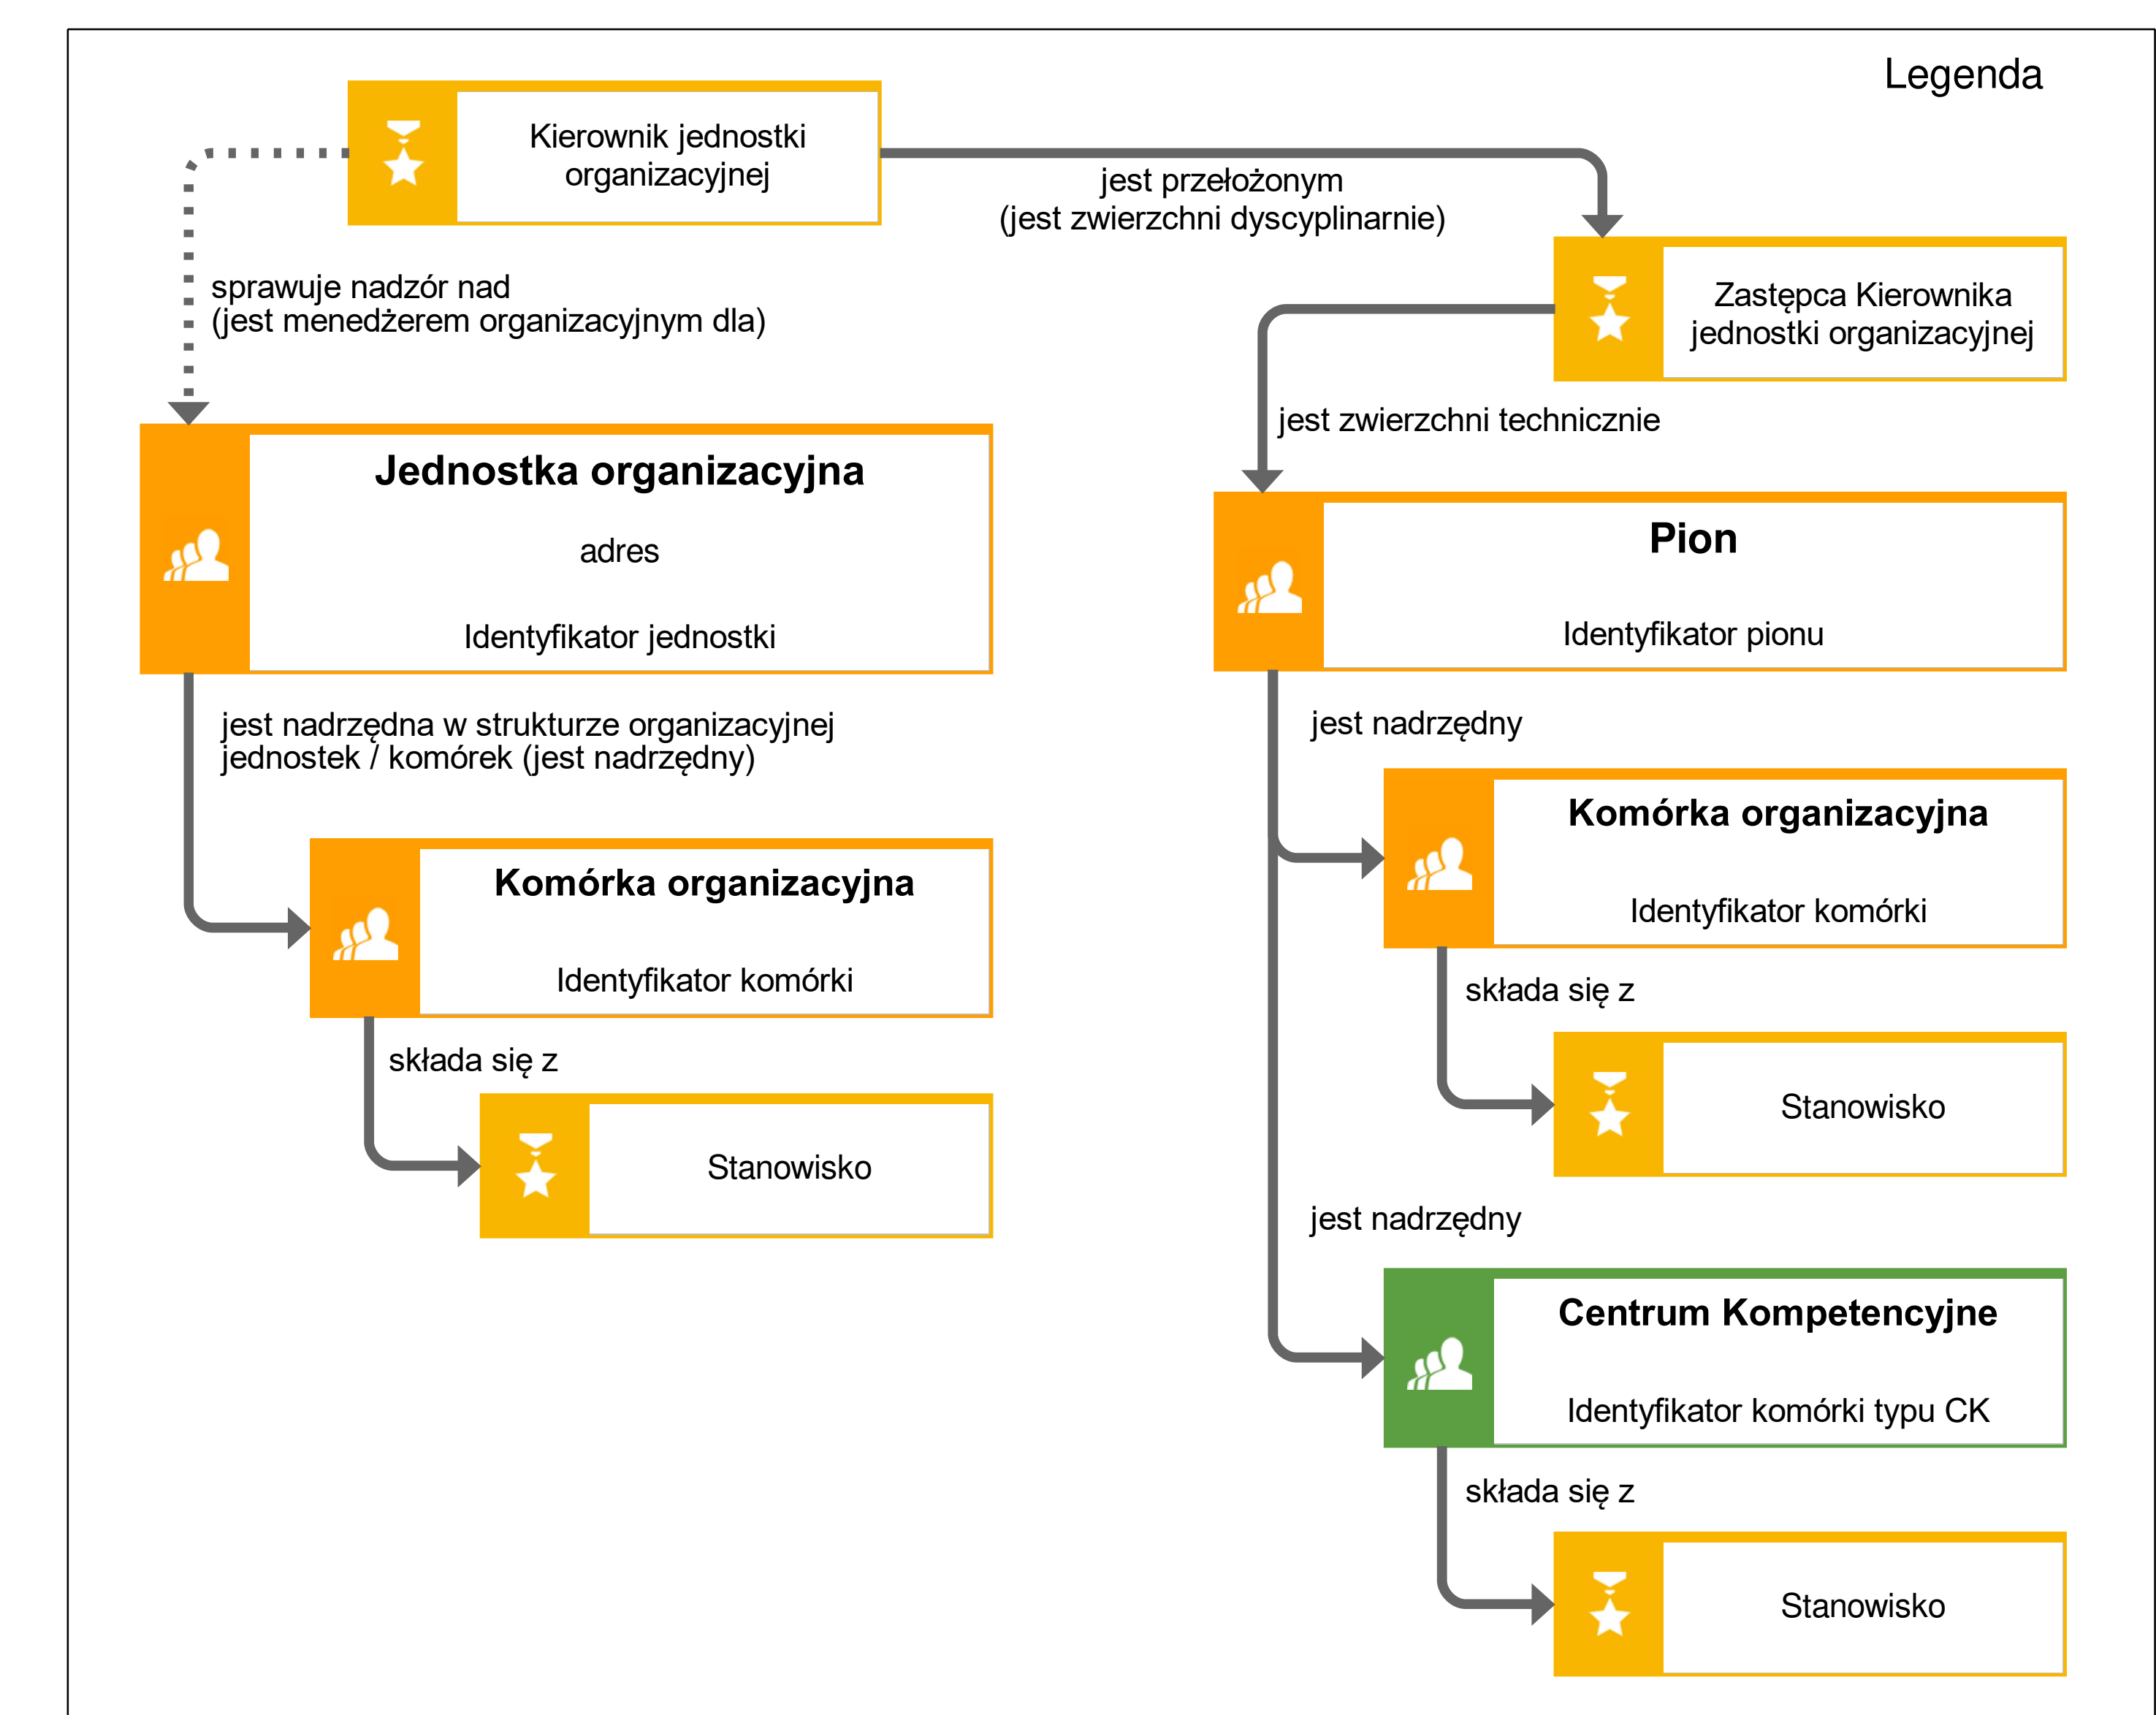 Legenda
Kierownik jednostki
organizacyjnej
jest przełożonym
(jest zwierzchni dyscyplinarnie)
Zastępca Kierownika
jednostki organizacyjnej
sprawuje nadzór nad
(jest menedżerem organizacyjnym dla)
jest zwierzchni technicznie
Jednostka organizacyjna
adres
Identyfikator jednostki
Pion
Identyfikator pionu
jest nadrzędna w strukturze organizacyjnej
jednostek / komórek (jest nadrzędny)
jest nadrzędny
Komórka organizacyjna
Identyfikator komórki
Komórka organizacyjna
Identyfikator komórki
składa się z
Stanowisko
składa się z
Stanowisko
jest nadrzędny
Centrum Kompetencyjne
Identyfikator komórki typu CK
składa się z
Stanowisko